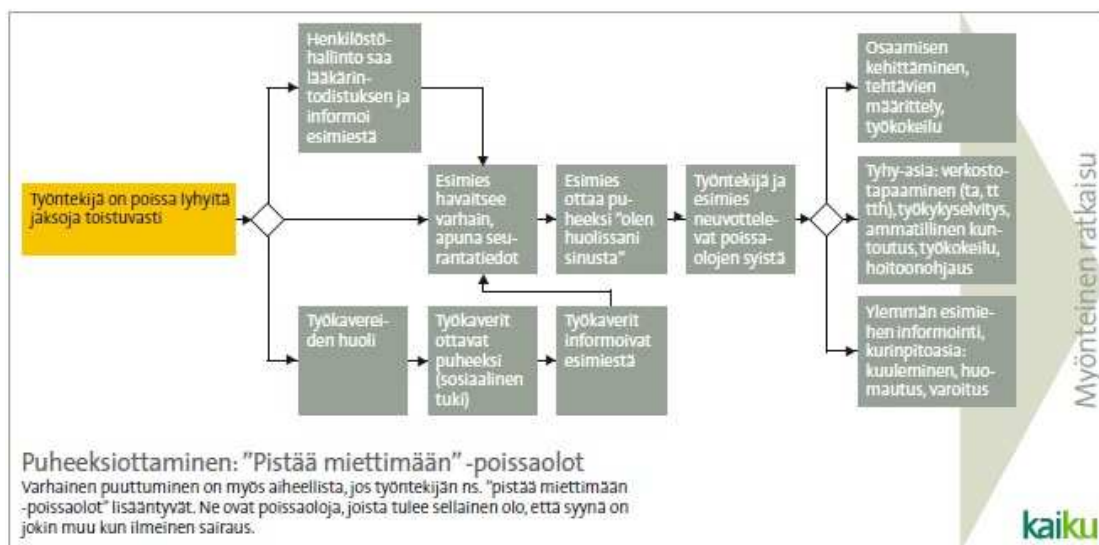 Henkilöstö-
hallinto saa
lääkärin-
todistuksen ja
informoi
esimiestä
Työntekijä on poissa lyhyitä
jaksoja toistuvasti
Esimies
havaitsee
varhain,
apuna seu-
rantatiedot
Esimies
ottaa pu-
heeksi "olen
huolissani
sinusta"
Työntekijä ja
esimies
neuvottele-
vat poissa-
olojen syistä
Työkaverei-
den huoli
Työkaverit
ottavat
puheeksi
(sosiaalinen
tuki)
Työkaverit
informoivat
esimiestä
Osaamisen
kehittäminen,
tehtävien
määrittely,
työkokeilu
Tyhy-asia: verkosto-
tapaaminen (ta, tt
tth), työkykyselvitys,
ammatillinen kun-
toutus, työkokeilu,
hoitoonohjaus
Ylemmän esimie-
hen informointi,
kurinpitoasia:
kuuleminen, huo-
mautus, varoitus
Myönteinen ratkaisu
Puheeksiottaminen: "Pistää miettimään" -poissaolot
Varhainen puuttuminen on myös aiheellista, jos työntekijän ns. "pistää miettimään
-poissaolot" lisääntyvät. Ne ovat poissaoloja, joista tulee sellainen olo, että syynä on
jokin muu kun ilmeinen sairaus.
kaiku